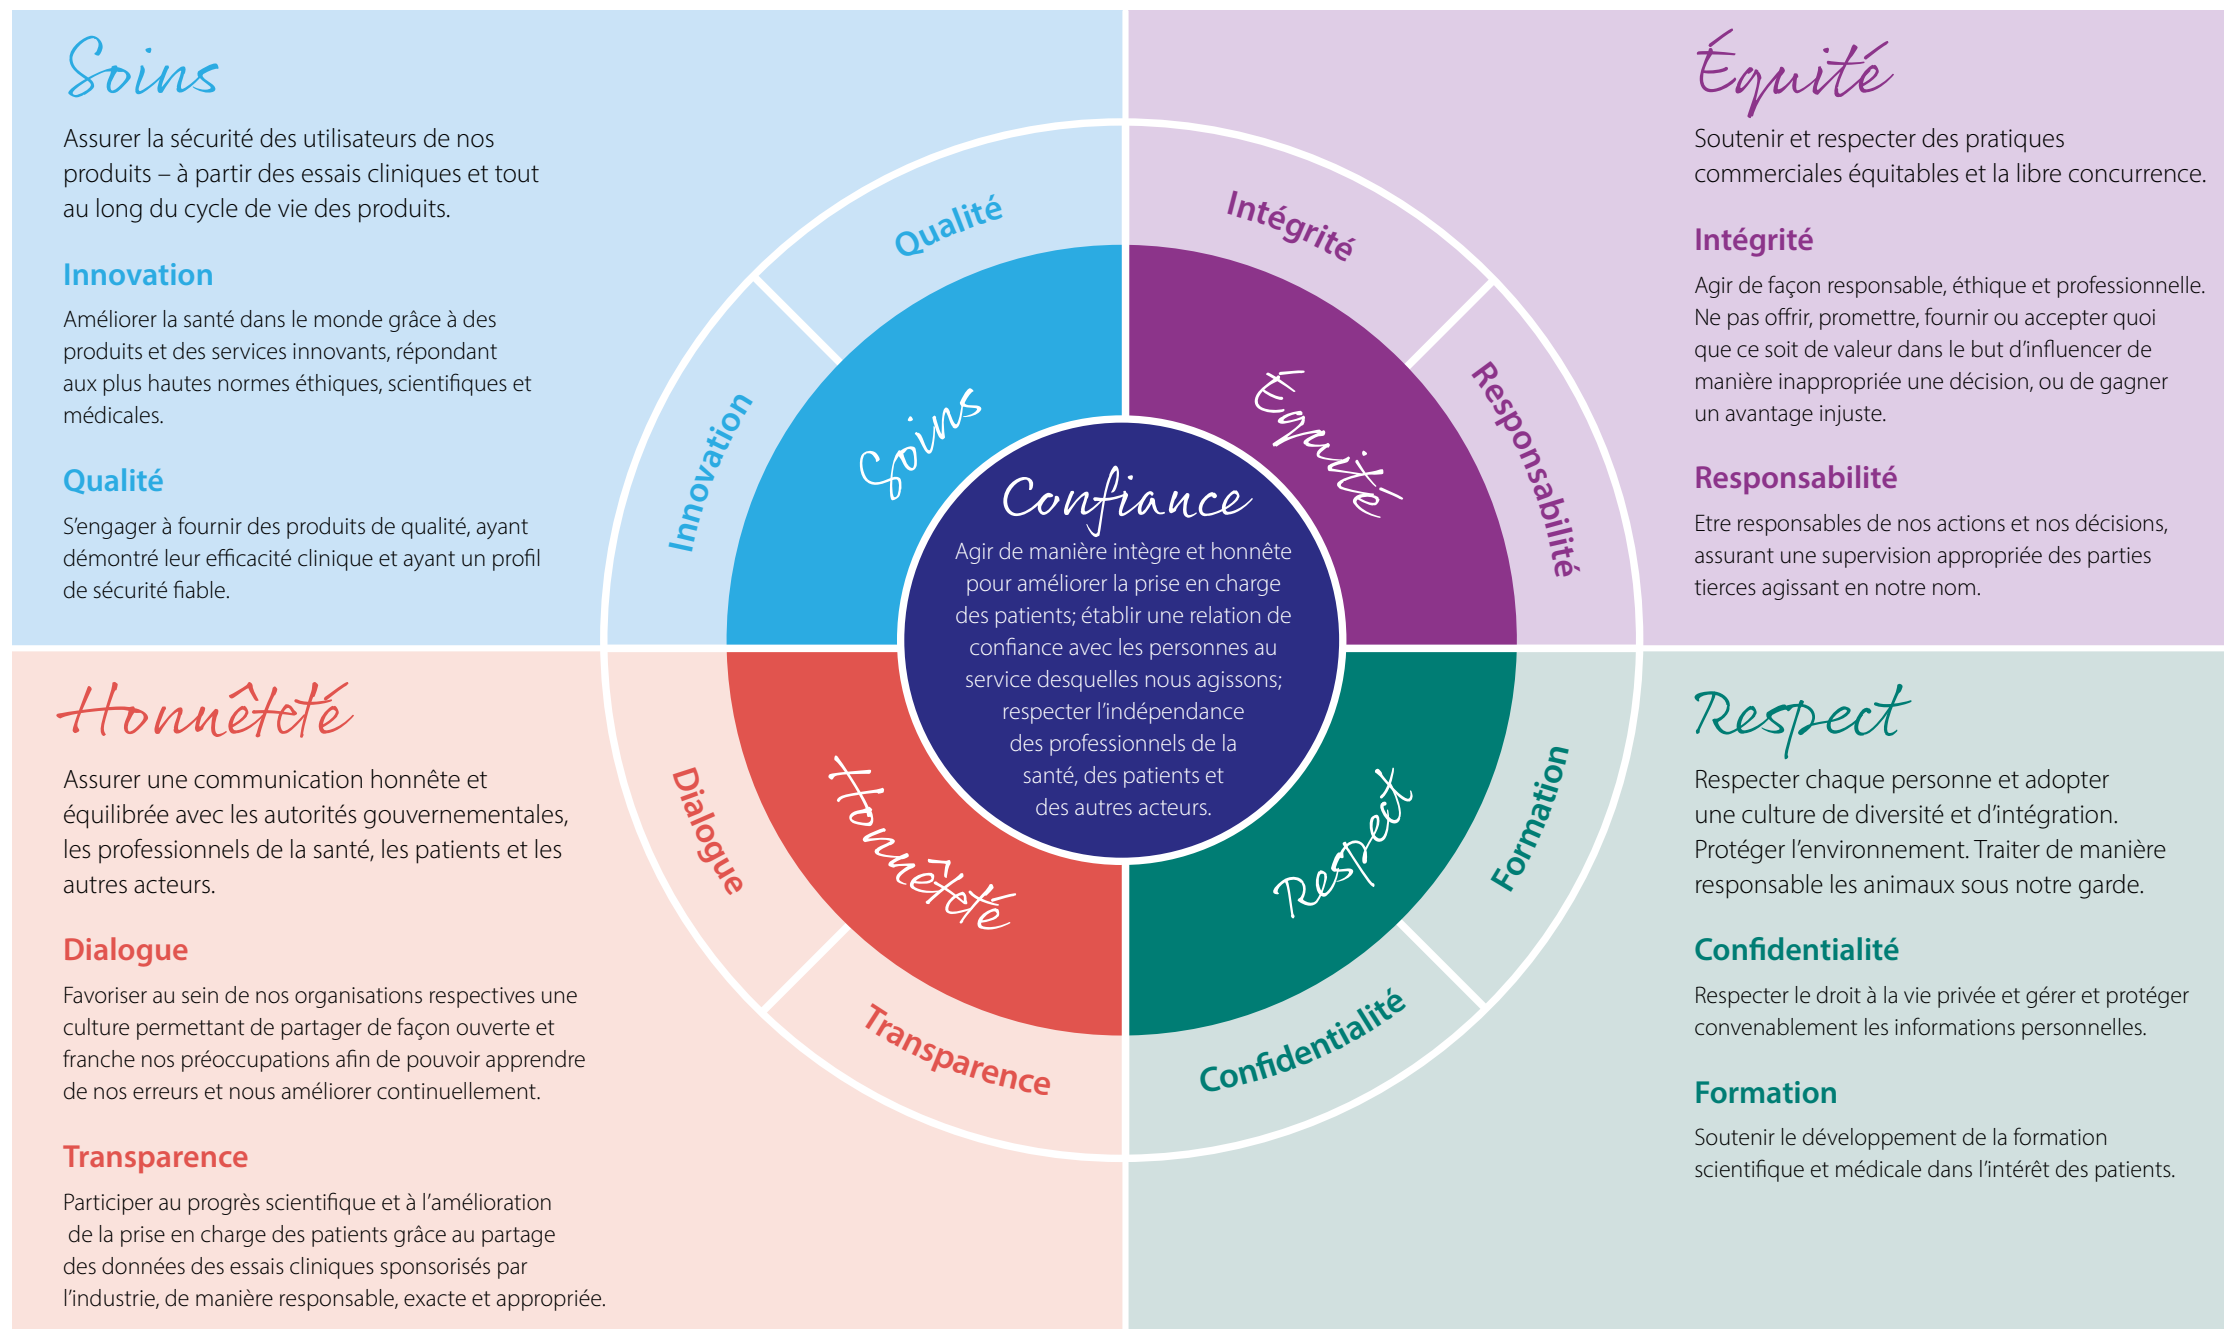 Soins
Assurer la sécurité des utilisateurs de nos
produits – à partir des essais cliniques et tout
au long du cycle de vie des produits.
Innovation
Améliorer la santé dans le monde grâce à des
produits et des services innovants, répondant
aux plus hautes normes éthiques, scientifiques et
médicales.
Qualité
S’engager à fournir des produits de qualité, ayant
démontré leur efficacité clinique et ayant un profil
de sécurité fiable.
Équité
Soutenir et respecter des pratiques
commerciales équitables et la libre concurrence.
Intégrité
Agir de façon responsable, éthique et professionnelle.
Ne pas offrir, promettre, fournir ou accepter quoi
que ce soit de valeur dans le but d’influencer de
manière inappropriée une décision, ou de gagner
un avantage injuste.
Responsabilité
Etre responsables de nos actions et nos décisions,
assurant une supervision appropriée des parties
tierces agissant en notre nom.
Qualité
Innovation
Soins
Intégrité
Responsabilité
Équité
Confiance
Agir de manière intègre et honnête
pour améliorer la prise en charge
des patients; établir une relation de
confiance avec les personnes au
service desquelles nous agissons;
respecter l’indépendance
des professionnels de la
santé, des patients et
des autres acteurs.
Dialogue
Honnêteté
Transparence
Respect
Formation
Confidentialité
Honnêteté
Assurer une communication honnête et
équilibrée avec les autorités gouvernementales,
les professionnels de la santé, les patients et les
autres acteurs.
Dialogue
Favoriser au sein de nos organisations respectives une
culture permettant de partager de façon ouverte et
franche nos préoccupations afin de pouvoir apprendre
de nos erreurs et nous améliorer continuellement.
Transparence
Participer au progrès scientifique et à l’amélioration
de la prise en charge des patients grâce au partage
des données des essais cliniques sponsorisés par
l’industrie, de manière responsable, exacte et appropriée.
Respect
Respecter chaque personne et adopter
une culture de diversité et d’intégration.
Protéger l’environnement. Traiter de manière
responsable les animaux sous notre garde.
Confidentialité
Respecter le droit à la vie privée et gérer et protéger
convenablement les informations personnelles.
Formation
Soutenir le développement de la formation
scientifique et médicale dans l’intérêt des patients.